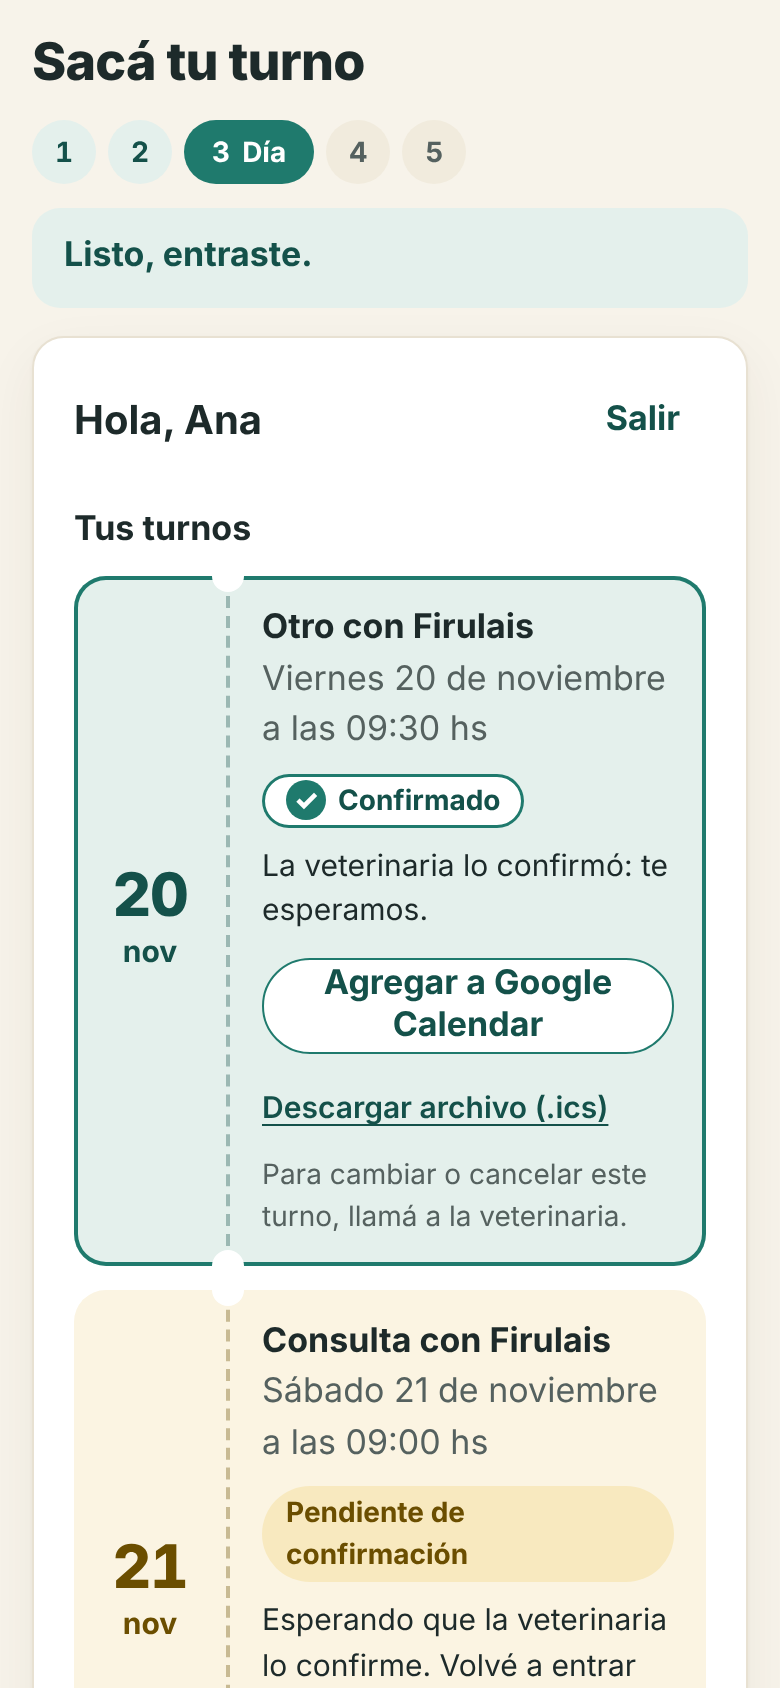 Sacá tu turno
1 2 3 Día 4 5
Listo, entraste.
Hola, Ana Salir
Tus turnos
20
nov
Otro con Firulais
Viernes 20 de noviembre
a las 09:30 hs
Confirmado
La veterinaria lo confirmó: te
esperamos.
Agregar a Google
Calendar
Descargar archivo (.ics)
Para cambiar o cancelar este
turno, llamá a la veterinaria.
21
nov
Consulta con Firulais
Sábado 21 de noviembre
a las 09:00 hs
Pendiente de
confirmación
Esperando que la veterinaria
lo confirme. Volvé a entrar